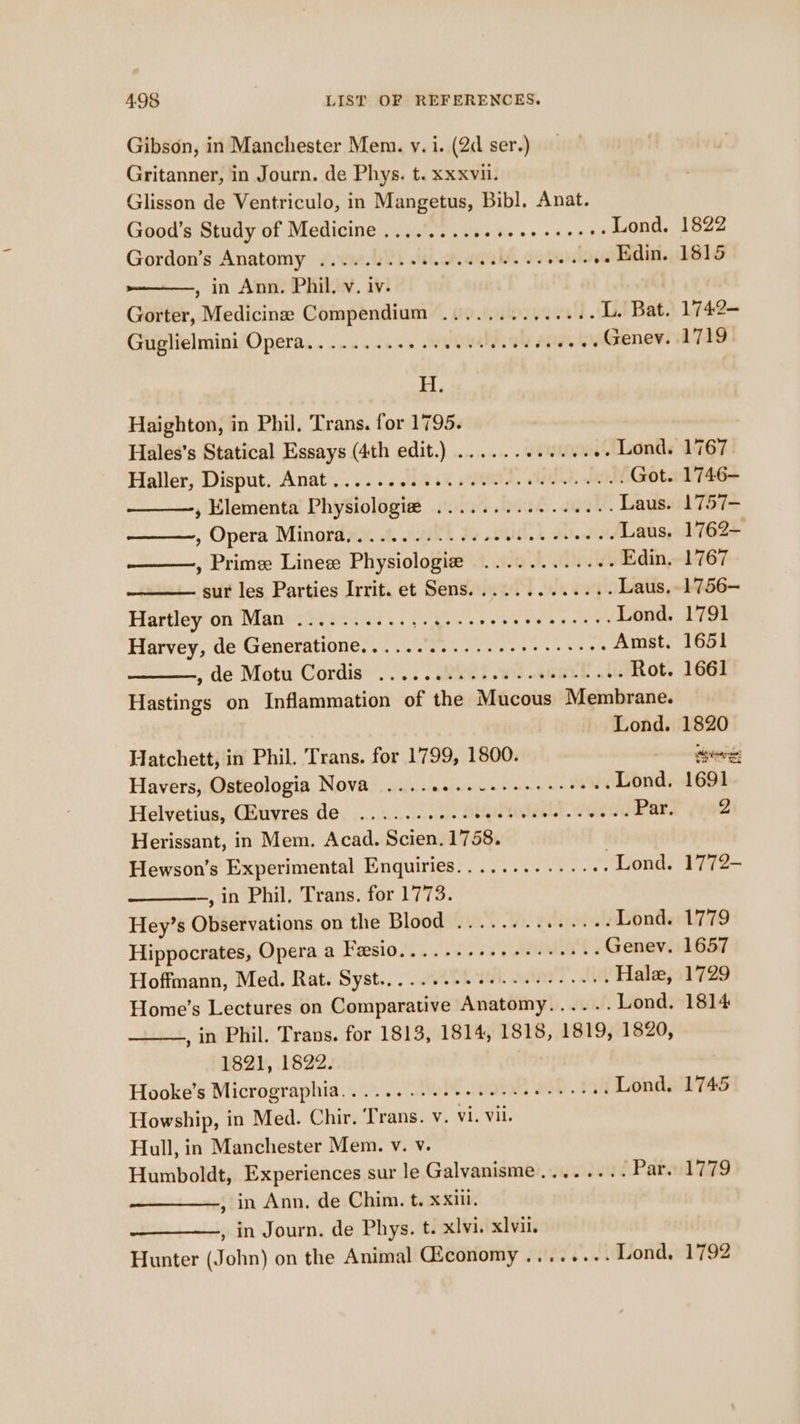 498 LIST OF REFERENCES.
Gibson, in Manchester Mem. v. i. (2d ser.)
Gritanner, in Journ. de Phys. t. xxxvii.
Glisson de Ventriculo, in Mangetus, Bibl. Anat.
Good's Study of Medicine ........................ Lond. 1822
Gordon's Anatomy ........................ Edin. 1815
———, in Ann. Phil. v. iv.
Gorter, Medicinæ Compendium ................ L. Bat. 1742–
Guglielmini Opera........................ Genev. 1719
H.
Haighton, in Phil. Trans. for 1795.
Hales's Statical Essays (4th edit.) ................ Lond. 1767
Haller, Disput. Anat ........................ Got. 1746–
———, Elementa Physiologiæ ................ Laus. 1757–
———, Opera Minora........................ Laus. 1762–
———, Primæ Lineæ Physiologiæ ............ Edin. 1767
——— sur les Parties Irrit. et Sens. ............ Laus. 1756–
Hartley on Man ........................ Lond. 1791
Harvey, de Generatione........................ Amst. 1651
———, de Motu Cordis ........................ Rot. 1661
Hastings on Inflammation of the Mucous Membrane.
Lond. 1820
Hatchett, in Phil. Trans. for 1799, 1800.
Havers, Osteologia Nova ........................ Lond. 1691
Helvetius, Œuvres de ........................ Par. 2
Herissant, in Mem. Acad. Scien. 1758.
Hewson's Experimental Enquiries.............. Lond. 1772–
———, in Phil. Trans. for 1773.
Hey's Observations on the Blood .............. Lond. 1779
Hippocrates, Opera a Fæsio.................... Genev. 1657
Hoffmann, Med. Rat. Syst........................ Halæ, 1729
Home's Lectures on Comparative Anatomy...... Lond. 1814
———, in Phil. Trans. for 1813, 1814, 1818, 1819, 1820,
1821, 1822.
Hooke's Micrographia........................ Lond. 1745
Howship, in Med. Chir. Trans. v. vi. vii.
Hull, in Manchester Mem. v. v.
Humboldt, Experiences sur le Galvanisme ........ Par. 1779
———, in Ann. de Chim. t. xxiii.
———, in Journ. de Phys. t. xlvi. xlvii.
Hunter (John) on the Animal Œconomy ........ Lond. 1792